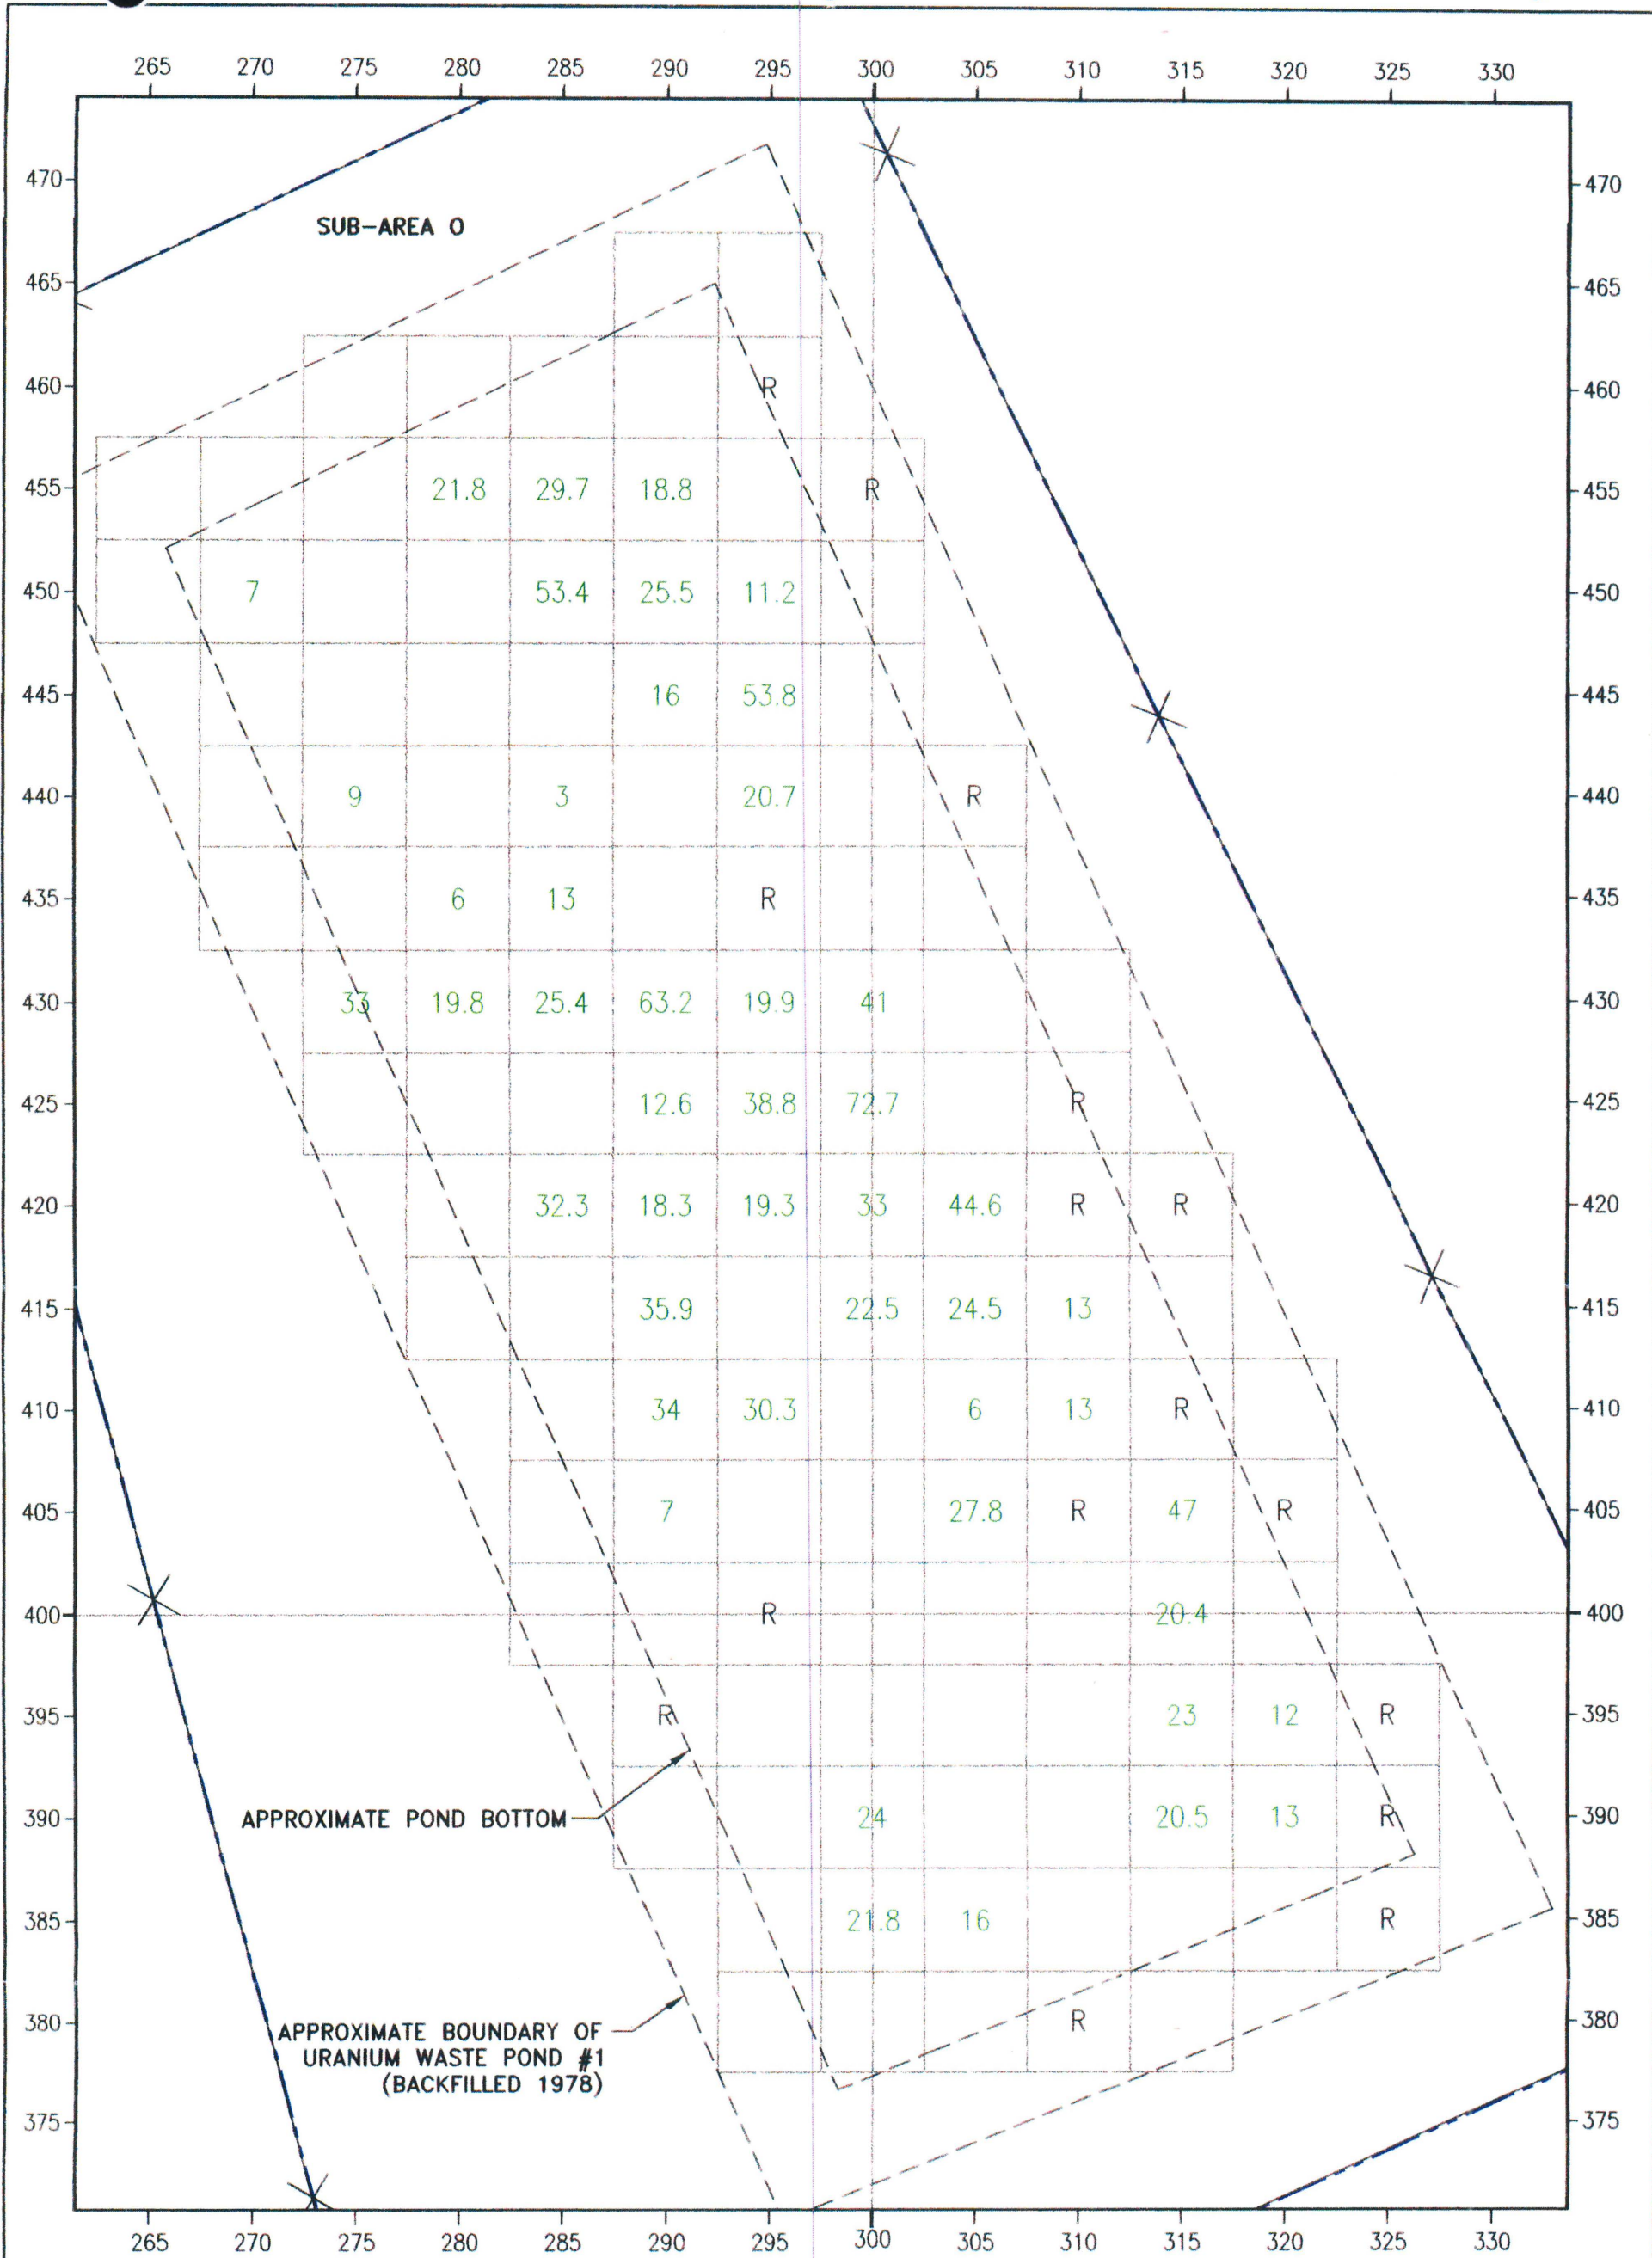 265 270 275 280 285 290 295 300 305 310 315 320 325 330
470 470
SUB-AREA O
465 465
460 R 460
455 21.8 29.7 18.8 R 455
450 7 53.4 25.5 11.2 450
445 16 53.8 445
440 9 3 20.7 R 440
435 6 13 R 435
430 33 19.8 25.4 63.2 19.9 41 430
425 12.6 38.8 72.7 R 425
420 32.3 18.3 19.3 33 44.6 R R 420
415 35.9 22.5 24.5 13 415
410 34 30.3 6 13 R 410
405 7 27.8 R 47 R 405
400 R 20.4 400
395 R 23 12 R 395
390 APPROXIMATE POND BOTTOM 24 20.5 13 R 390
385 21.8 16 R 385
380 R 380
APPROXIMATE BOUNDARY OF
URANIUM WASTE POND #1
(BACKFILLED 1978)
375 375
265 270 275 280 285 290 295 300 305 310 315 320 325 330